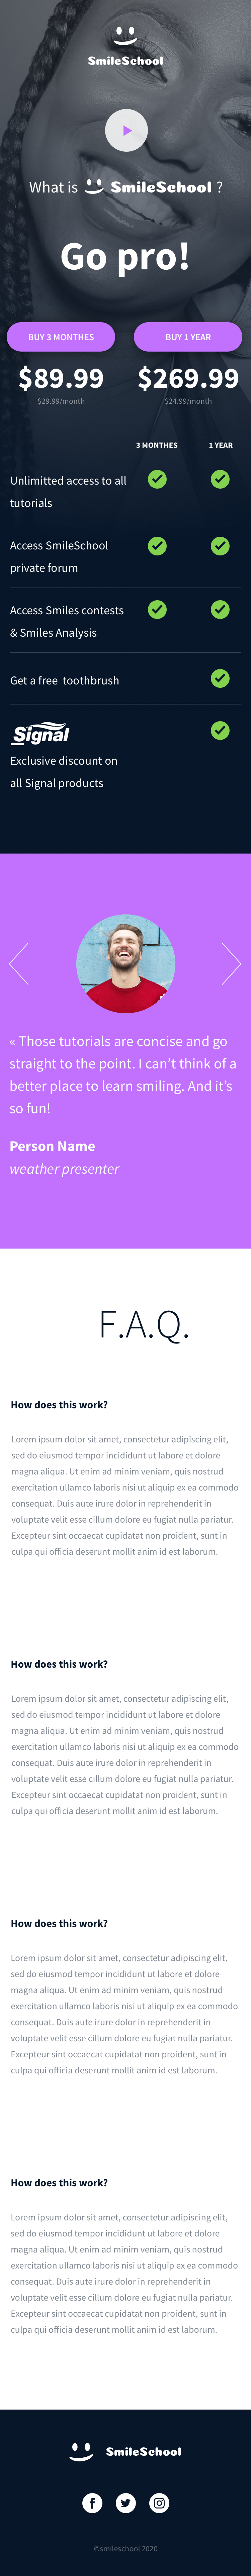 SmileSchool
What is SmileSchool ?
Go pro!
BUY 3 MONTHES
BUY 1 YEAR
$89.99
$269.99
$29.99/month
$24.99/month
3 MONTHES
1 YEAR
Unlimitted access to all
tutorials
Access SmileSchool
private forum
Access Smiles contests
& Smiles Analysis
Get a free toothbrush
Signal
Exclusive discount on
all Signal products
« Those tutorials are concise and go
straight to the point. I can’t think of a
better place to learn smiling. And it’s
so fun!
Person Name
weather presenter
F.A.Q.
How does this work?
Lorem ipsum dolor sit amet, consectetur adipiscing elit,
sed do eiusmod tempor incididunt ut labore et dolore
magna aliqua. Ut enim ad minim veniam, quis nostrud
exercitation ullamco laboris nisi ut aliquip ex ea commodo
consequat. Duis aute irure dolor in reprehenderit in
voluptate velit esse cillum dolore eu fugiat nulla pariatur.
Excepteur sint occaecat cupidatat non proident, sunt in
culpa qui officia deserunt mollit anim id est laborum.
How does this work?
Lorem ipsum dolor sit amet, consectetur adipiscing elit,
sed do eiusmod tempor incididunt ut labore et dolore
magna aliqua. Ut enim ad minim veniam, quis nostrud
exercitation ullamco laboris nisi ut aliquip ex ea commodo
consequat. Duis aute irure dolor in reprehenderit in
voluptate velit esse cillum dolore eu fugiat nulla pariatur.
Excepteur sint occaecat cupidatat non proident, sunt in
culpa qui officia deserunt mollit anim id est laborum.
How does this work?
Lorem ipsum dolor sit amet, consectetur adipiscing elit,
sed do eiusmod tempor incididunt ut labore et dolore
magna aliqua. Ut enim ad minim veniam, quis nostrud
exercitation ullamco laboris nisi ut aliquip ex ea commodo
consequat. Duis aute irure dolor in reprehenderit in
voluptate velit esse cillum dolore eu fugiat nulla pariatur.
Excepteur sint occaecat cupidatat non proident, sunt in
culpa qui officia deserunt mollit anim id est laborum.
How does this work?
Lorem ipsum dolor sit amet, consectetur adipiscing elit,
sed do eiusmod tempor incididunt ut labore et dolore
magna aliqua. Ut enim ad minim veniam, quis nostrud
exercitation ullamco laboris nisi ut aliquip ex ea commodo
consequat. Duis aute irure dolor in reprehenderit in
voluptate velit esse cillum dolore eu fugiat nulla pariatur.
Excepteur sint occaecat cupidatat non proident, sunt in
culpa qui officia deserunt mollit anim id est laborum.
SmileSchool
©smileschool 2020